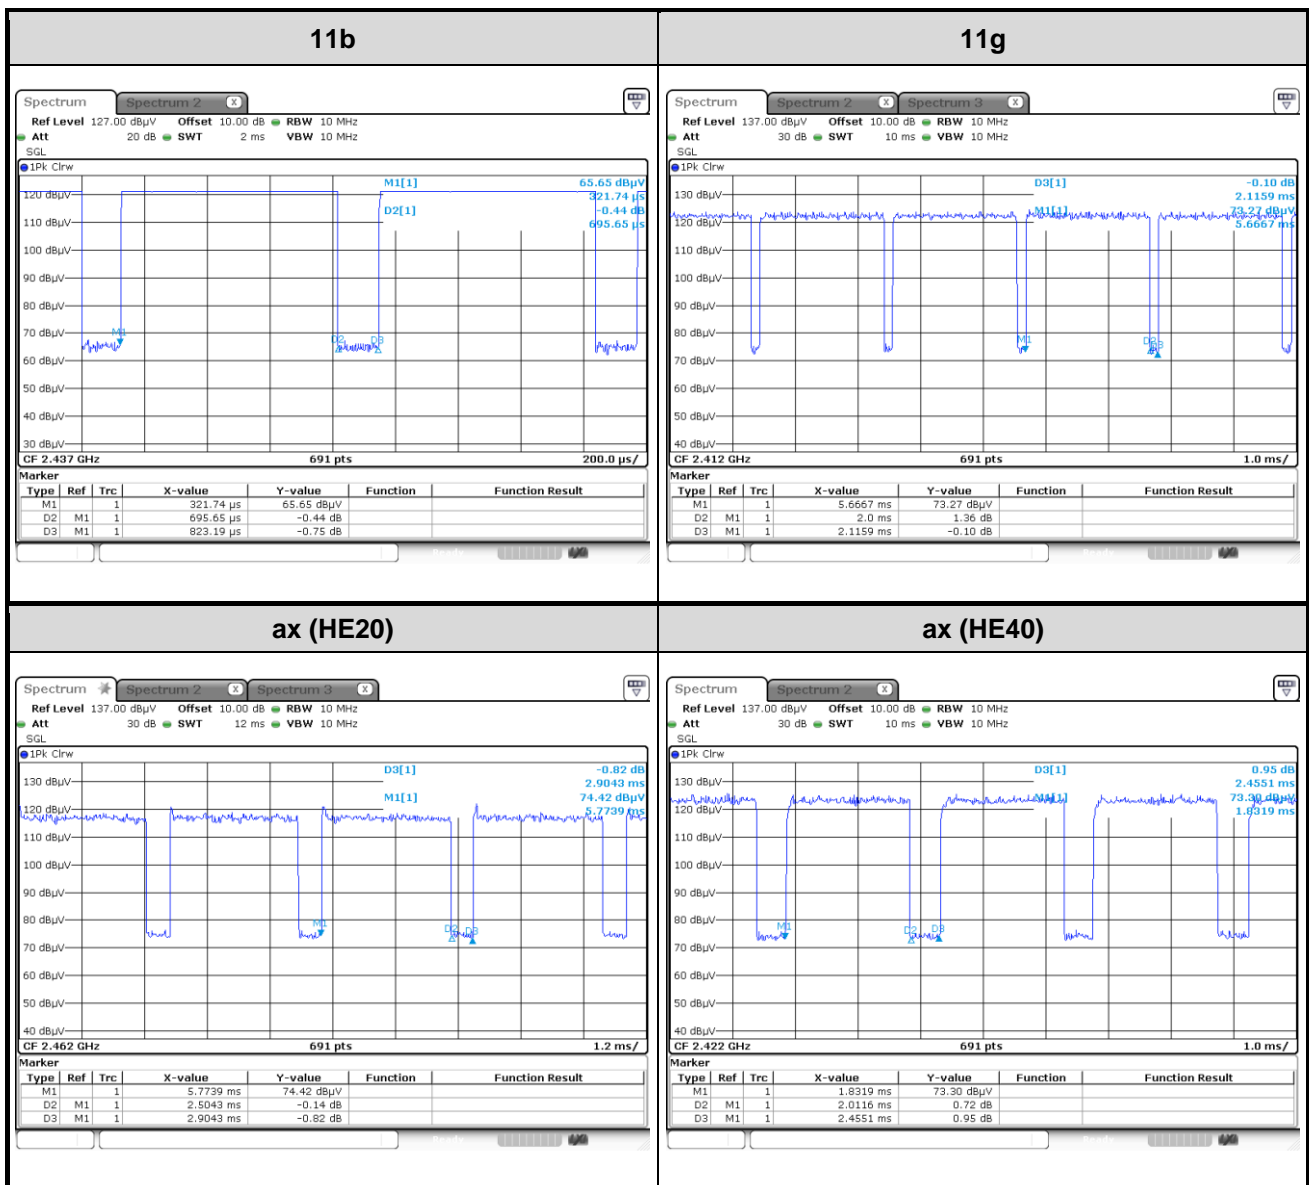 11b
11g
Spectrum Spectrum 2 X
Ref Level 127.00 dBµV Offset 10.00 dB RBW 10 MHz
Att 20 dB SWT 2 ms VBW 10 MHz
SGL
1Pk Clrw
M1[1] 65.65 dBµV
321.74 µs
D2[1] -0.44 dB
695.65 µs
120 dBµV
110 dBµV
100 dBµV
90 dBµV
80 dBµV
70 dBµV
60 dBµV
50 dBµV
40 dBµV
30 dBµV
M1
D2 D3
CF 2.437 GHz 691 pts 200.0 µs/
Marker
Type Ref Trc X-value Y-value Function Function Result
M1 1 321.74 µs 65.65 dBµV
D2 M1 1 695.65 µs -0.44 dB
D3 M1 1 823.19 µs -0.75 dB
Spectrum Spectrum 2 X Spectrum 3 X
Ref Level 137.00 dBµV Offset 10.00 dB RBW 10 MHz
Att 30 dB SWT 10 ms VBW 10 MHz
SGL
1Pk Clrw
D3[1] -0.10 dB
2.1159 ms
M1[1] 73.27 dBµV
5.6667 ms
130 dBµV
120 dBµV
110 dBµV
100 dBµV
90 dBµV
80 dBµV
70 dBµV
60 dBµV
50 dBµV
40 dBµV
M1
D2 D3
CF 2.412 GHz 691 pts 1.0 ms/
Marker
Type Ref Trc X-value Y-value Function Function Result
M1 1 5.6667 ms 73.27 dBµV
D2 M1 1 2.0 ms 1.36 dB
D3 M1 1 2.1159 ms -0.10 dB
ax (HE20)
ax (HE40)
Spectrum Spectrum 2 X Spectrum 3 X
Ref Level 137.00 dBµV Offset 10.00 dB RBW 10 MHz
Att 30 dB SWT 12 ms VBW 10 MHz
SGL
1Pk Clrw
D3[1] -0.82 dB
2.9043 ms
M1[1] 74.42 dBµV
5.7739 ms
130 dBµV
120 dBµV
110 dBµV
100 dBµV
90 dBµV
80 dBµV
70 dBµV
60 dBµV
50 dBµV
40 dBµV
M1
D2 D3
CF 2.462 GHz 691 pts 1.2 ms/
Marker
Type Ref Trc X-value Y-value Function Function Result
M1 1 5.7739 ms 74.42 dBµV
D2 M1 1 2.5043 ms -0.14 dB
D3 M1 1 2.9043 ms -0.82 dB
Spectrum Spectrum 2 X
Ref Level 137.00 dBµV Offset 10.00 dB RBW 10 MHz
Att 30 dB SWT 10 ms VBW 10 MHz
SGL
1Pk Clrw
D3[1] 0.95 dB
2.4551 ms
M1[1] 73.30 dBµV
1.8319 ms
130 dBµV
120 dBµV
110 dBµV
100 dBµV
90 dBµV
80 dBµV
70 dBµV
60 dBµV
50 dBµV
40 dBµV
M1
D2 D3
CF 2.422 GHz 691 pts 1.0 ms/
Marker
Type Ref Trc X-value Y-value Function Function Result
M1 1 1.8319 ms 73.30 dBµV
D2 M1 1 2.0116 ms 0.72 dB
D3 M1 1 2.4551 ms 0.95 dB